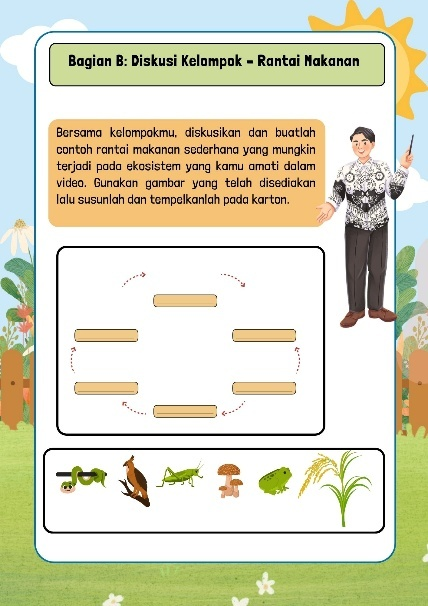 Bagian B: Diskusi Kelompok - Rantai Makanan
Bersama kelompokmu, diskusikan dan buatlah
contoh rantai makanan sederhana yang mungkin
terjadi pada ekosistem yang kamu amati dalam
video. Gunakan gambar yang telah disediakan
lalu susunlah dan tempelkanlah pada karton.